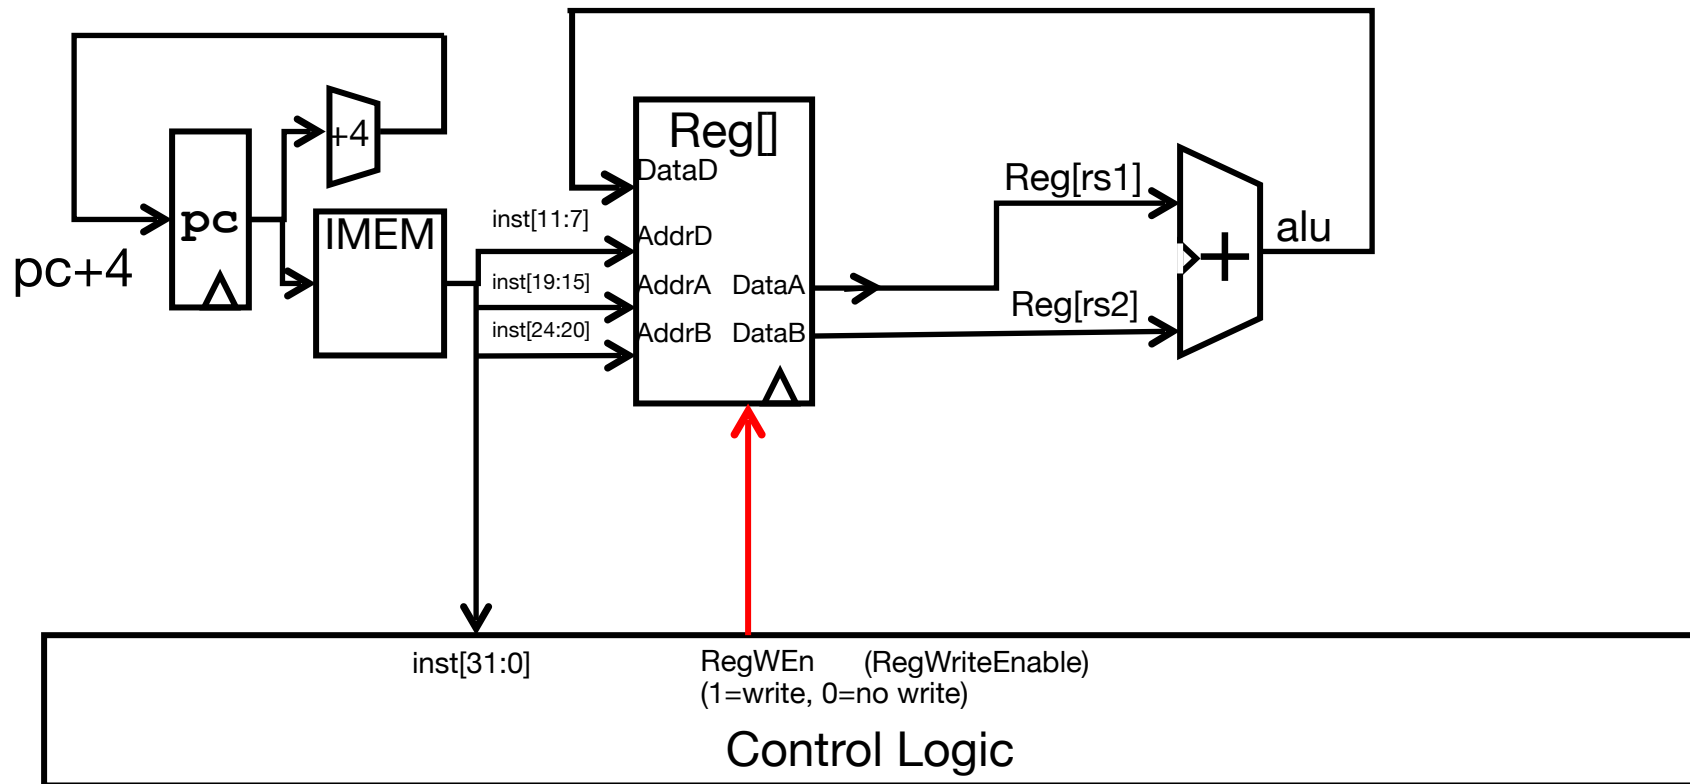 +4
pc
pc+4
IMEM
inst[11:7]
inst[19:15]
inst[24:20]
Reg[]
DataD
AddrD
AddrA DataA
AddrB DataB
Reg[rs1]
Reg[rs2]
+
alu
inst[31:0]
RegWEn (RegWriteEnable)
(1=write, 0=no write)
Control Logic